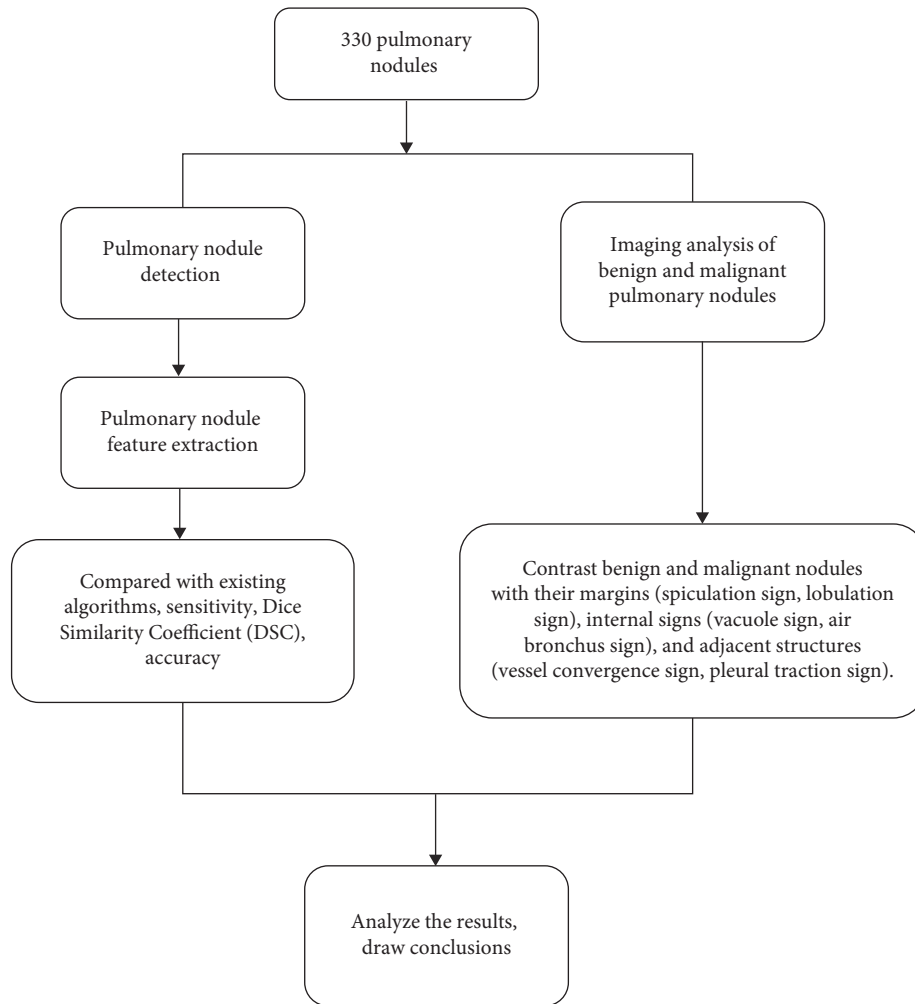 330 pulmonary
nodules
Pulmonary nodule
detection
Imaging analysis of
benign and malignant
pulmonary nodules
Pulmonary nodule
feature extraction
Compared with existing
algorithms, sensitivity, Dice
Similarity Coefficient (DSC),
accuracy
Contrast benign and malignant nodules
with their margins (spiculation sign, lobulation
sign), internal signs (vacuole sign, air
bronchus sign), and adjacent structures
(vessel convergence sign, pleural traction sign).
Analyze the results,
draw conclusions